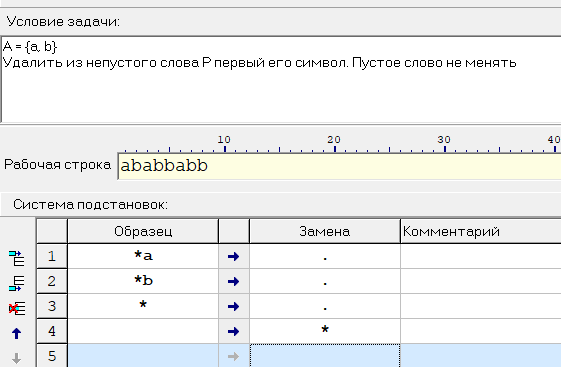 Условие задачи:
A = {a, b}
Удалить из непустого слова P первый его символ. Пустое слово не менять
10 20 30 40
Рабочая строка ababbabb
Система подстановок:
Образец Замена Комментарий
1 *a → .
2 *b → .
3 * → .
4 → *
5 →